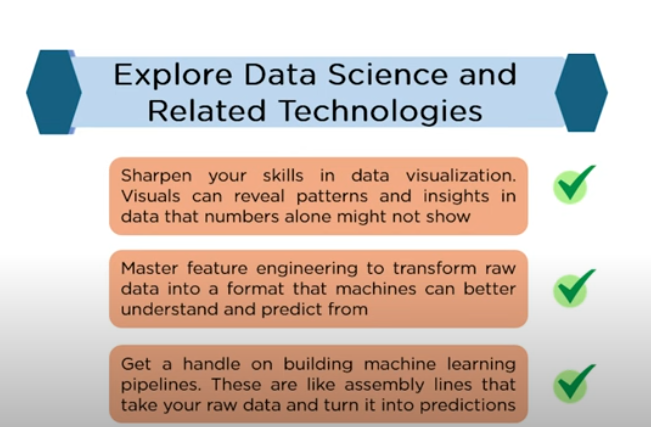 Explore Data Science and
Related Technologies
Sharpen your skills in data visualization.
Visuals can reveal patterns and insights in
data that numbers alone might not show
Master feature engineering to transform raw
data into a format that machines can better
understand and predict from
Get a handle on building machine learning
pipelines. These are like assembly lines that
take your raw data and turn it into predictions